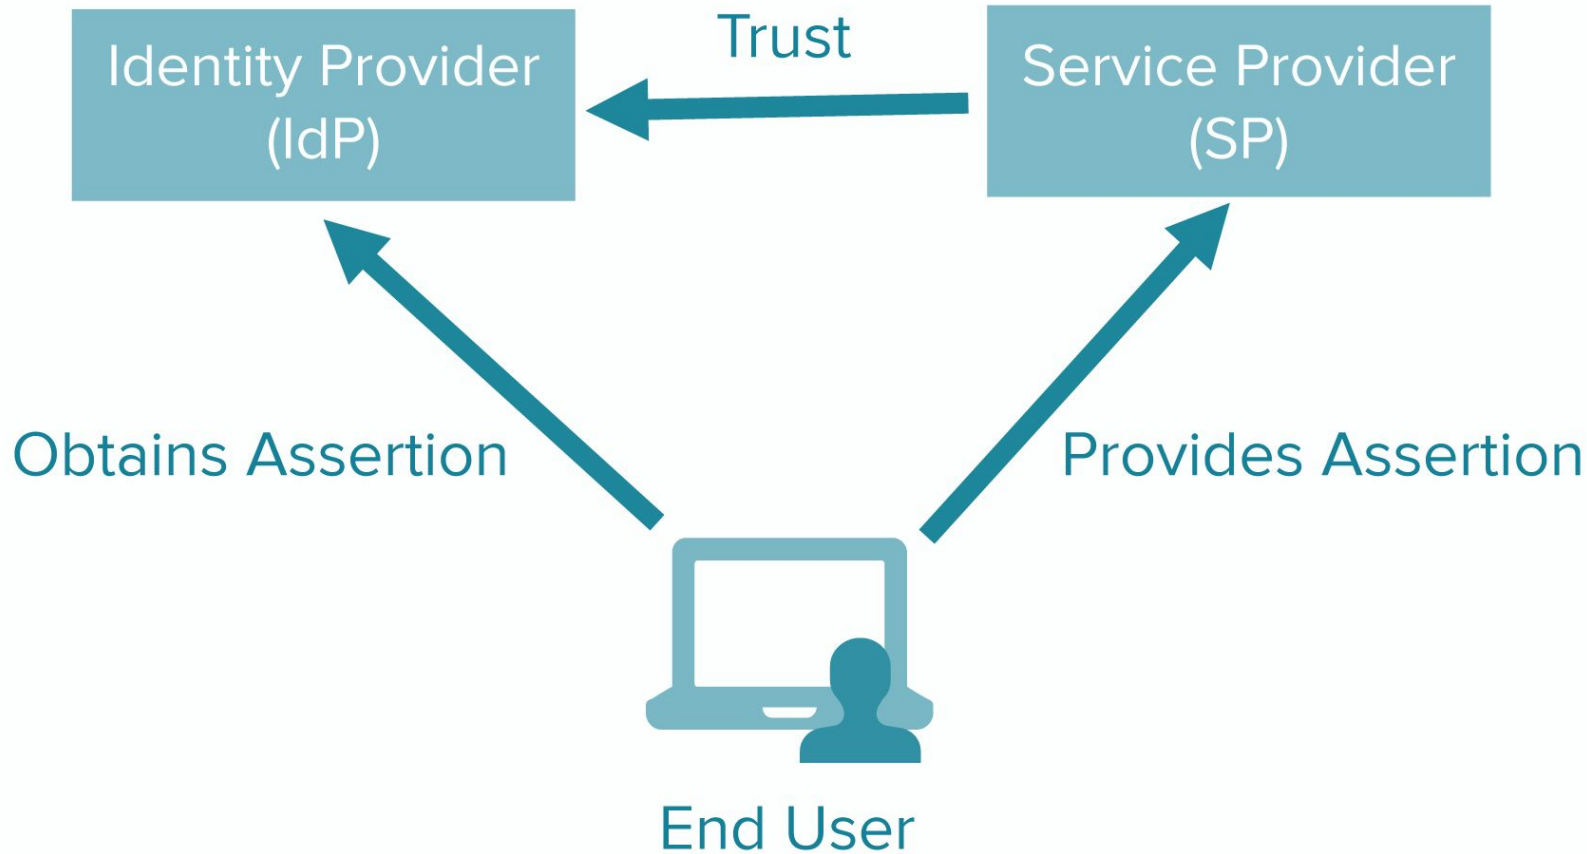 Identity Provider
(IdP)
Trust
Service Provider
(SP)
Obtains Assertion
Provides Assertion
End User